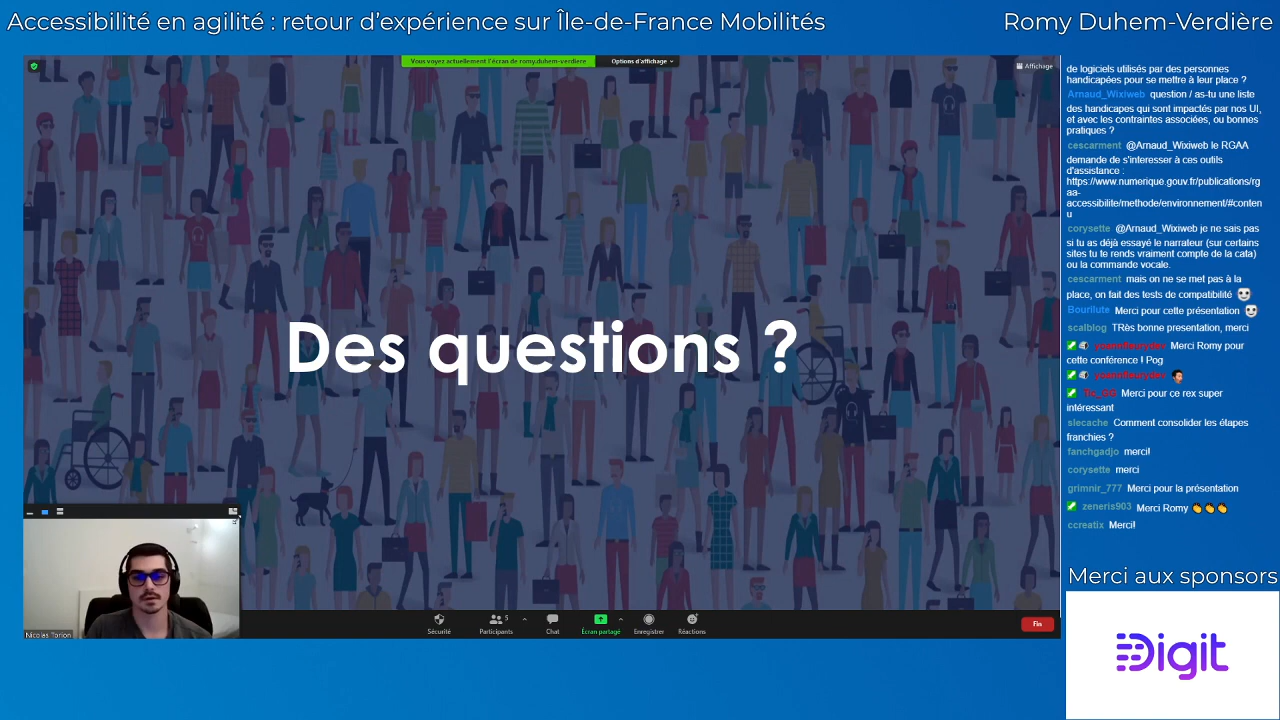 Accessibilité en agilité : retour d'expérience sur Île-de-France Mobilités
Romy Duhem-Verdière
Vous voyez actuellement l'écran de romy.duhem-verdiere
Options d'affichage
Affichage
Des questions ?
Nicolas Torion
Sécurité
Participants
5
Chat
Écran partagé
Enregistrer
Réactions
Fin
de logiciels utilisés par des personnes
handicapées pour se mettre à leur place ?
Arnaud_Wixiweb question / as-tu une liste
des handicapes qui sont impactés par nos UI,
et avec les contraintes associées, ou bonnes
pratiques ?
cescarment @Arnaud_Wixiweb le RGAA
demande de s'interesser à ces outils
d'assistance :
https://www.numerique.gouv.fr/publications/rg
aa-
accessibilite/methode/environnement/#conten
u
corysette @Arnaud_Wixiweb je ne sais pas
si tu as déjà essayé le narrateur (sur certains
sites tu te rends vraiment compte de la cata)
ou la commande vocale.
cescarment mais on ne se met pas à la
place, on fait des tests de compatibilité
Bourilute Merci pour cette présentation
scalblog TRès bonne presentation, merci
Merci Romy pour
cette conférence ! Pog
Merci pour ce rex super
intéressant
slecache Comment consolider les étapes
franchies ?
fanchgadjo merci!
corysette merci
grimnir_777 Merci pour la présentation
zeneris903 Merci Romy 👏👏👏
ccreatix Merci!
Merci aux sponsors
Digit